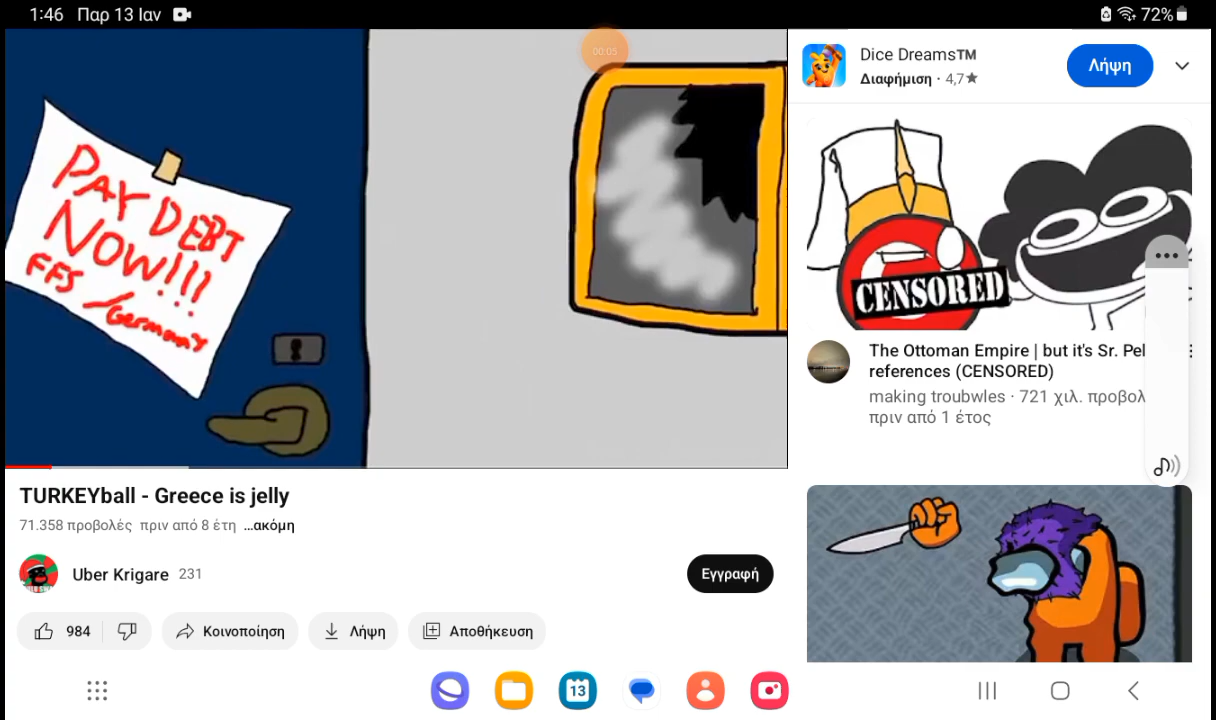 1:46 Παρ 13 Ιαν
72%
00:05
PAY DEBT
NOW!!!
FFS /Germany
Dice Dreams™
Διαφήμιση · 4,7★
Λήψη
CENSORED
The Ottoman Empire | but it's Sr. Pel
references (CENSORED)
making troubwles · 721 χιλ. προβολ
πριν από 1 έτος
TURKEYball - Greece is jelly
71.358 προβολές πριν από 8 έτη ...ακόμη
Uber Krigare 231
Εγγραφή
984
Κοινοποίηση
Λήψη
Αποθήκευση
13